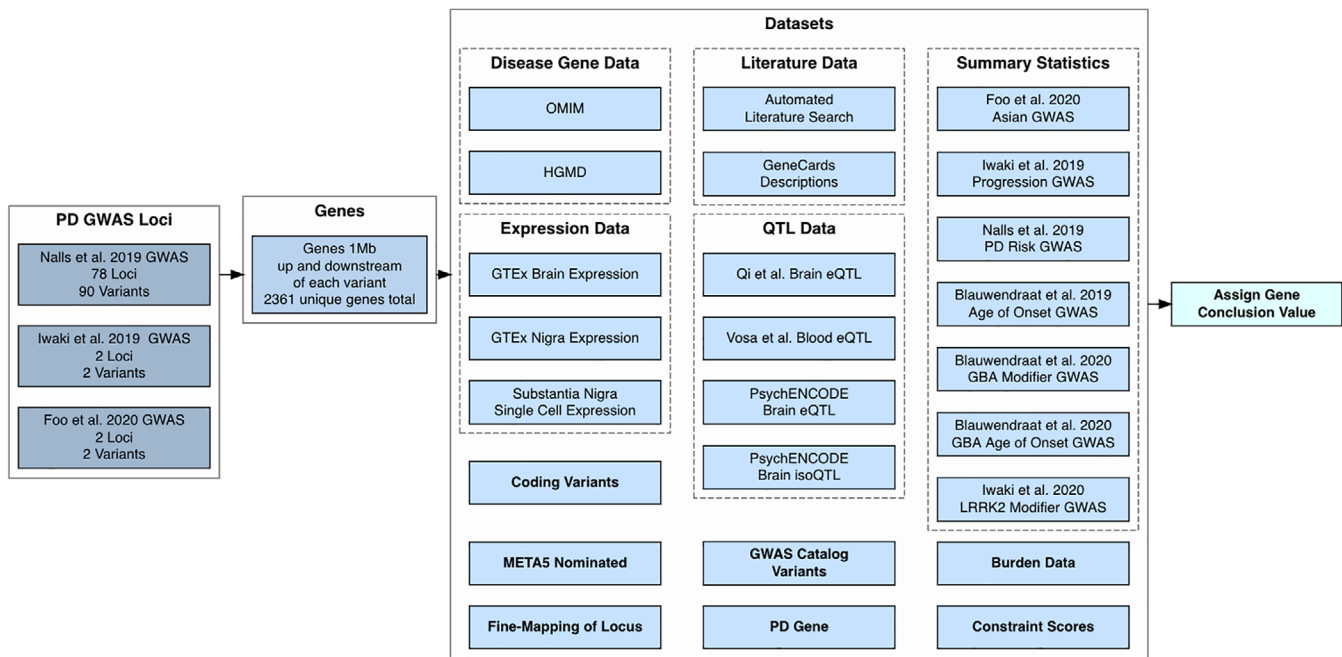 PD GWAS Loci
Nalls et al. 2019 GWAS
78 Loci
90 Variants
Iwaki et al. 2019 GWAS
2 Loci
2 Variants
Foo et al. 2020 GWAS
2 Loci
2 Variants
Genes
Genes 1Mb
up and downstream
of each variant
2361 unique genes total
Datasets
Disease Gene Data
OMIM
HGMD
Literature Data
Automated
Literature Search
GeneCards
Descriptions
Summary Statistics
Foo et al. 2020
Asian GWAS
Iwaki et al. 2019
Progression GWAS
Nalls et al. 2019
PD Risk GWAS
Blauwendraat et al. 2019
Age of Onset GWAS
Blauwendraat et al. 2020
GBA Modifier GWAS
Blauwendraat et al. 2020
GBA Age of Onset GWAS
Iwaki et al. 2020
LRRK2 Modifier GWAS
Expression Data
GTEx Brain Expression
GTEx Nigra Expression
Substantia Nigra
Single Cell Expression
QTL Data
Qi et al. Brain eQTL
Vosa et al. Blood eQTL
PsychENCODE
Brain eQTL
PsychENCODE
Brain isoQTL
Coding Variants
META5 Nominated
GWAS Catalog
Variants
Burden Data
Fine-Mapping of Locus
PD Gene
Constraint Scores
Assign Gene
Conclusion Value